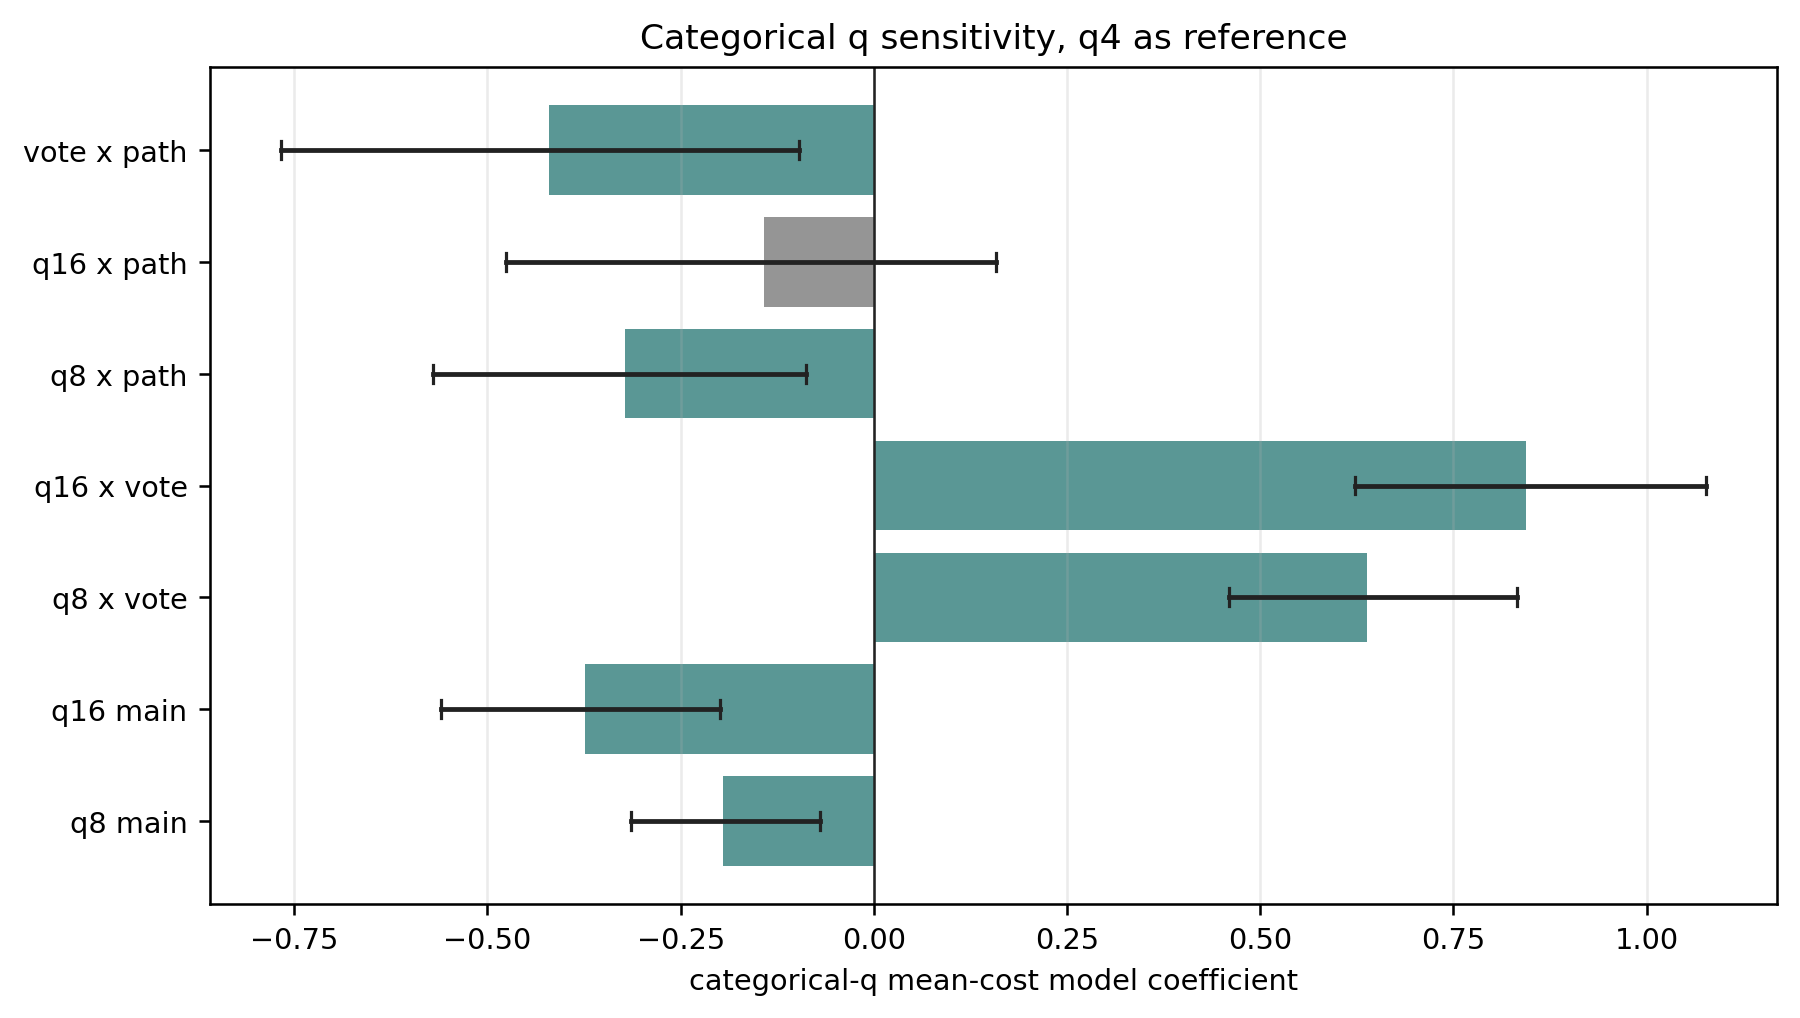 Categorical q sensitivity, q4 as reference
vote x path
q16 x path
q8 x path
q16 x vote
q8 x vote
q16 main
q8 main
−0.75 −0.50 −0.25 0.00 0.25 0.50 0.75 1.00
categorical-q mean-cost model coefficient